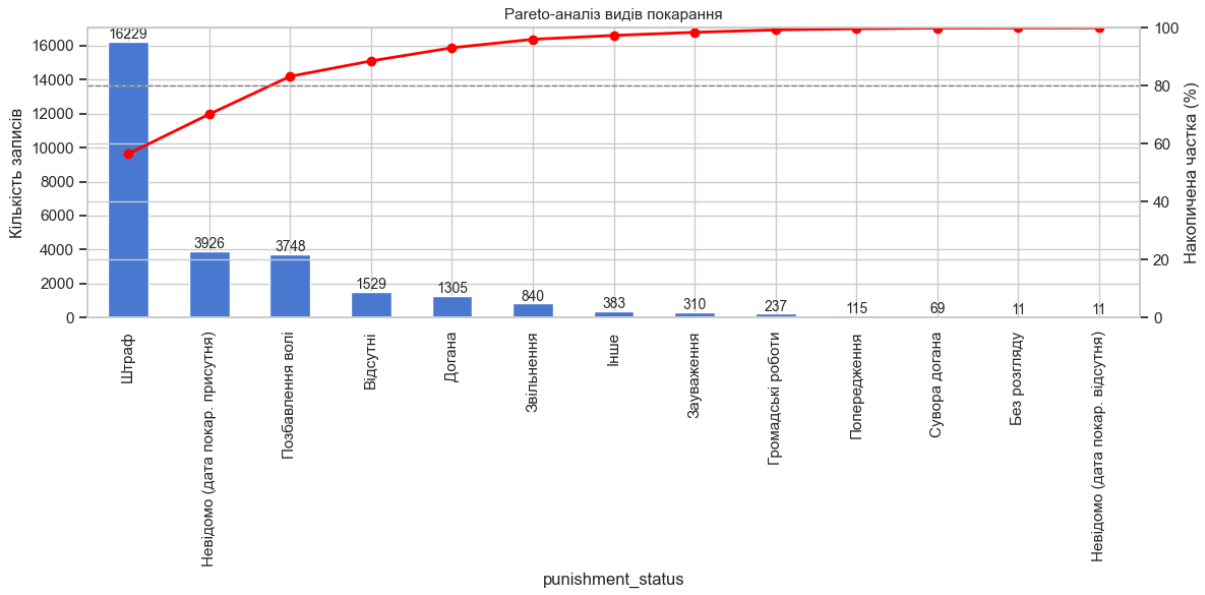 Pareto-аналіз видів покарання
Кількість записів
16000
14000
12000
10000
8000
6000
4000
2000
0
16229
3926
3748
1529
1305
840
383
310
237
115
69
11
11
100
80
60
40
20
0
Накопичена частка (%)
Штраф
Невідомо (дата покар. присутня)
Позбавлення волі
Відсутні
Догана
Звільнення
Інше
Зауваження
Громадські роботи
Попередження
Сувора догана
Без розгляду
Невідомо (дата покар. відсутня)
punishment_status